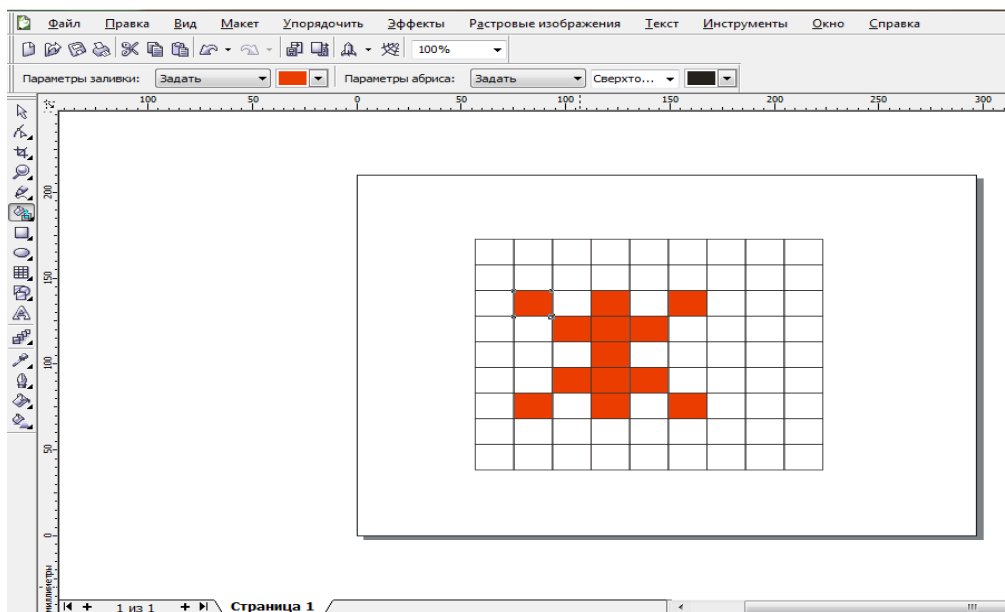 Файл Правка Вид Макет Упорядочить Эффекты Растровые изображения Текст Инструменты Окно Справка
100%
Параметры заливки: Задать Параметры абриса: Задать Сверхто...
100 50 0 50 100 150 200 250 300
200
150
100
50
0
миллиметры
1 из 1 Страница 1